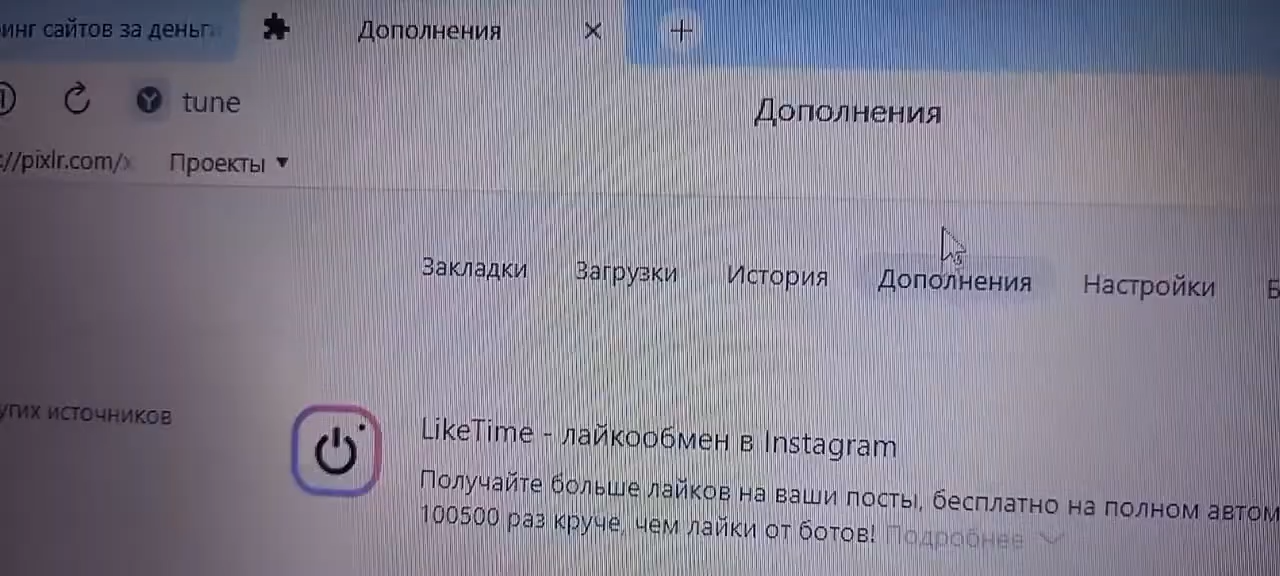 инг сайтов за деньг
Дополнения
tune
Дополнения
://pixlr.com/x
Проекты
Закладки
Загрузки
История
Дополнения
Настройки
Б
угих источников
LikeTime - лайкообмен в Instagram
Получайте больше лайков на ваши посты, бесплатно на полном автом
100500 раз круче, чем лайки от ботов! Подробнее